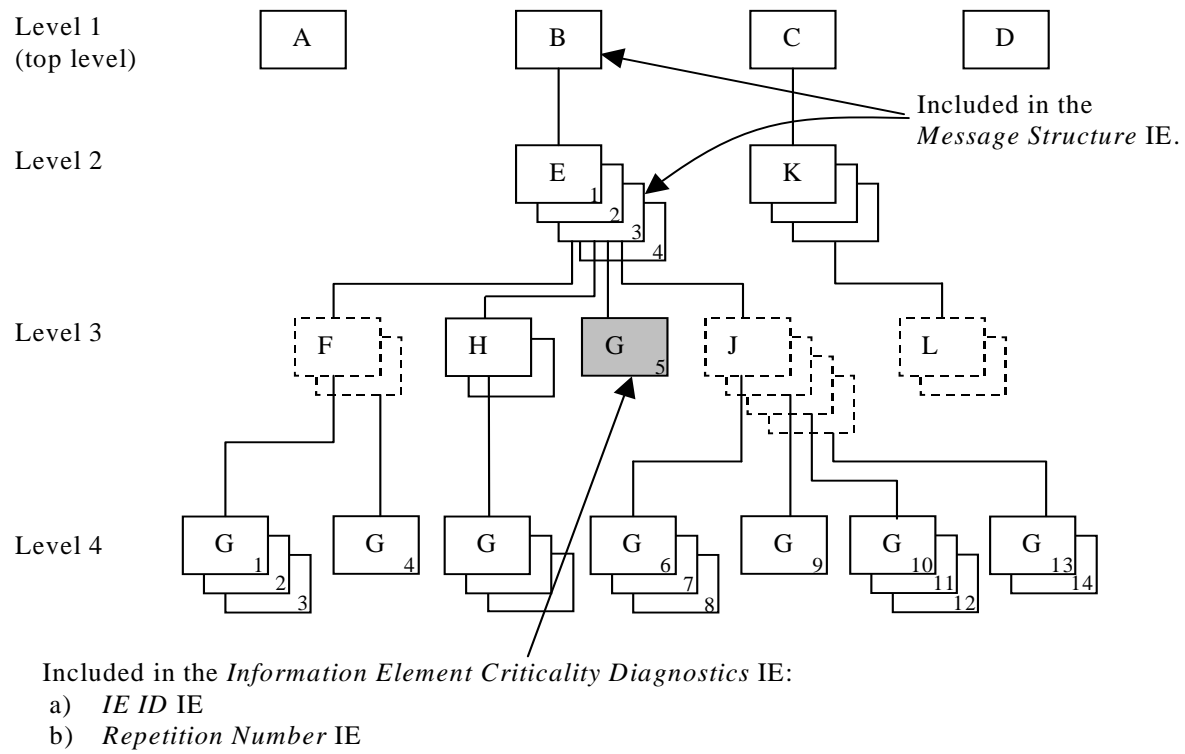 Level 1
(top level)
A
B
C
D
Included in the
Message Structure IE.
Level 2
E
1
2
3
4
K
Level 3
F
H
G
5
J
L
Level 4
G
1
2
3
G
4
G
G
6
7
8
G
9
G
10
11
12
G
13
14
Included in the Information Element Criticality Diagnostics IE:
a) IE ID IE
b) Repetition Number IE